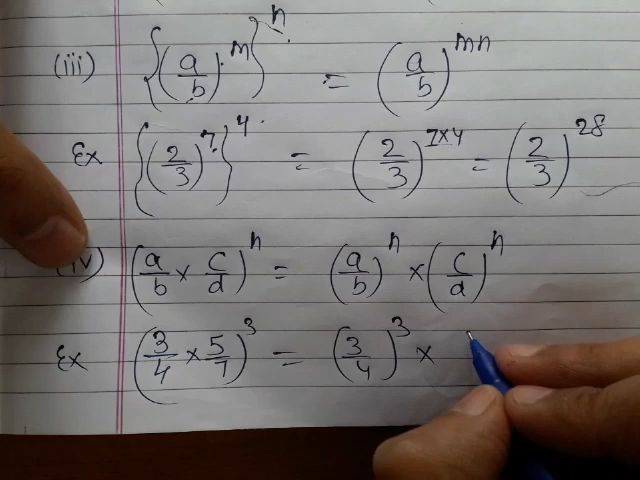 (iii) {(a/b)^m}^n = (a/b)^mn
Ex {(2/3)^7}^4 = (2/3)^7×4 = (2/3)^28
(iv) (a/b × c/d)^n = (a/b)^n × (c/d)^n
Ex (3/4 × 5/7)^3 = (3/4)^3 ×